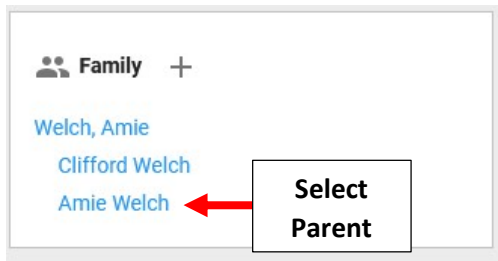 Family +
Welch, Amie
Clifford Welch
Amie Welch
Select
Parent